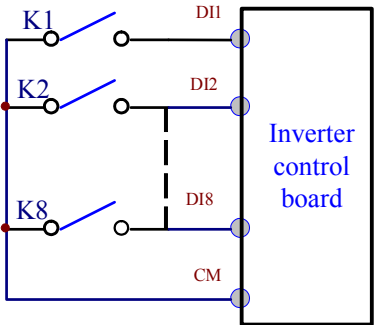 K1
DI1
K2
DI2
Inverter
control
board
K8
DI8
CM